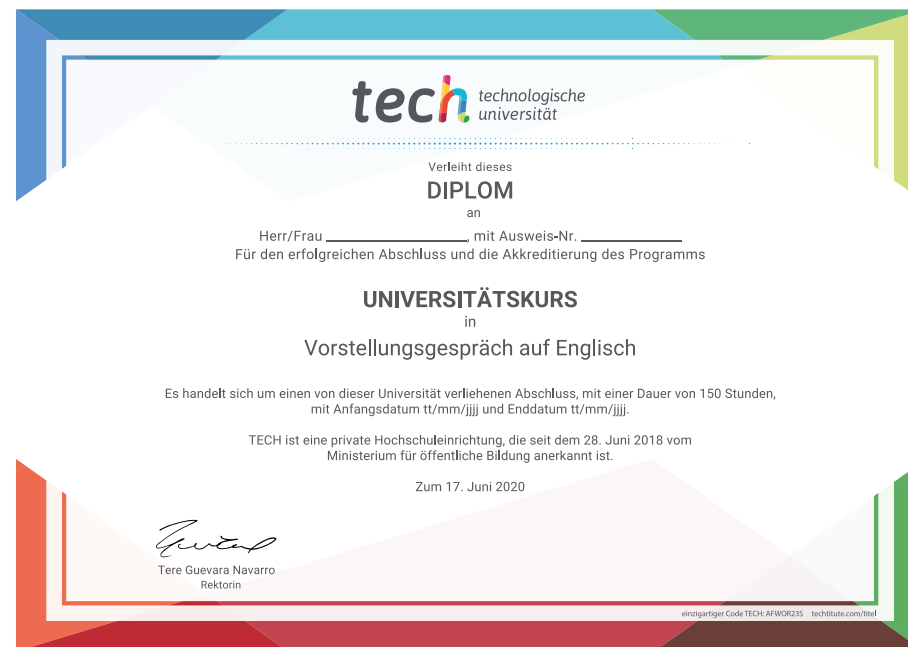 tech technologische
universität
Verleiht dieses
DIPLOM
an
Herr/Frau ______________, mit Ausweis-Nr. __________
Für den erfolgreichen Abschluss und die Akkreditierung des Programms
UNIVERSITÄTSKURS
in
Vorstellungsgespräch auf Englisch
Es handelt sich um einen von dieser Universität verliehenen Abschluss, mit einer Dauer von 150 Stunden,
mit Anfangsdatum tt/mm/jjjj und Enddatum tt/mm/jjjj.
TECH ist eine private Hochschuleinrichtung, die seit dem 28. Juni 2018 vom
Ministerium für öffentliche Bildung anerkannt ist.
Zum 17. Juni 2020
Tere Guevara Navarro
Rektorin
einzigartiger Code TECH: AFWOR23S techtitute.com/titel